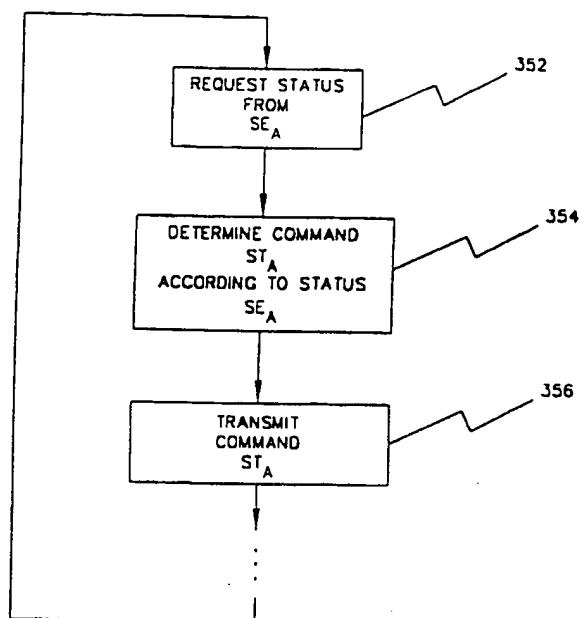 REQUEST STATUS
FROM
SE_A
352
DETERMINE COMMAND
ST_A
ACCORDING TO STATUS
SE_A
354
TRANSMIT
COMMAND
ST_A
356